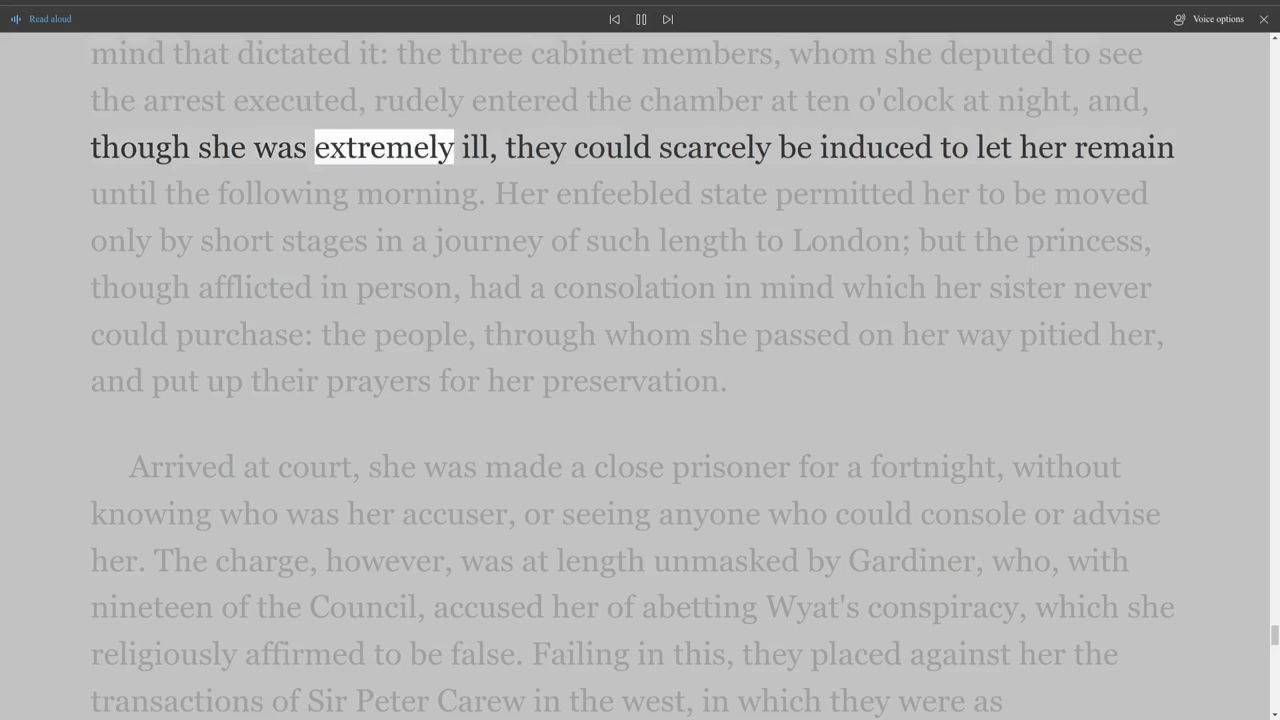 Read aloud
Voice options
mind that dictated it: the three cabinet members, whom she deputed to see
the arrest executed, rudely entered the chamber at ten o'clock at night, and,
though she was extremely ill, they could scarcely be induced to let her remain
until the following morning. Her enfeebled state permitted her to be moved
only by short stages in a journey of such length to London; but the princess,
though afflicted in person, had a consolation in mind which her sister never
could purchase: the people, through whom she passed on her way pitied her,
and put up their prayers for her preservation.
Arrived at court, she was made a close prisoner for a fortnight, without
knowing who was her accuser, or seeing anyone who could console or advise
her. The charge, however, was at length unmasked by Gardiner, who, with
nineteen of the Council, accused her of abetting Wyat's conspiracy, which she
religiously affirmed to be false. Failing in this, they placed against her the
transactions of Sir Peter Carew in the west, in which they were as